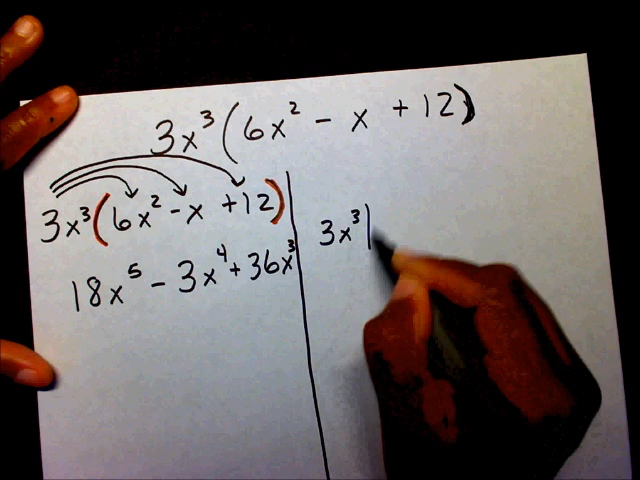 3x³(6x² - x + 12)
3x³(6x² - x + 12)
18x⁵ - 3x⁴ + 36x³
3x³|